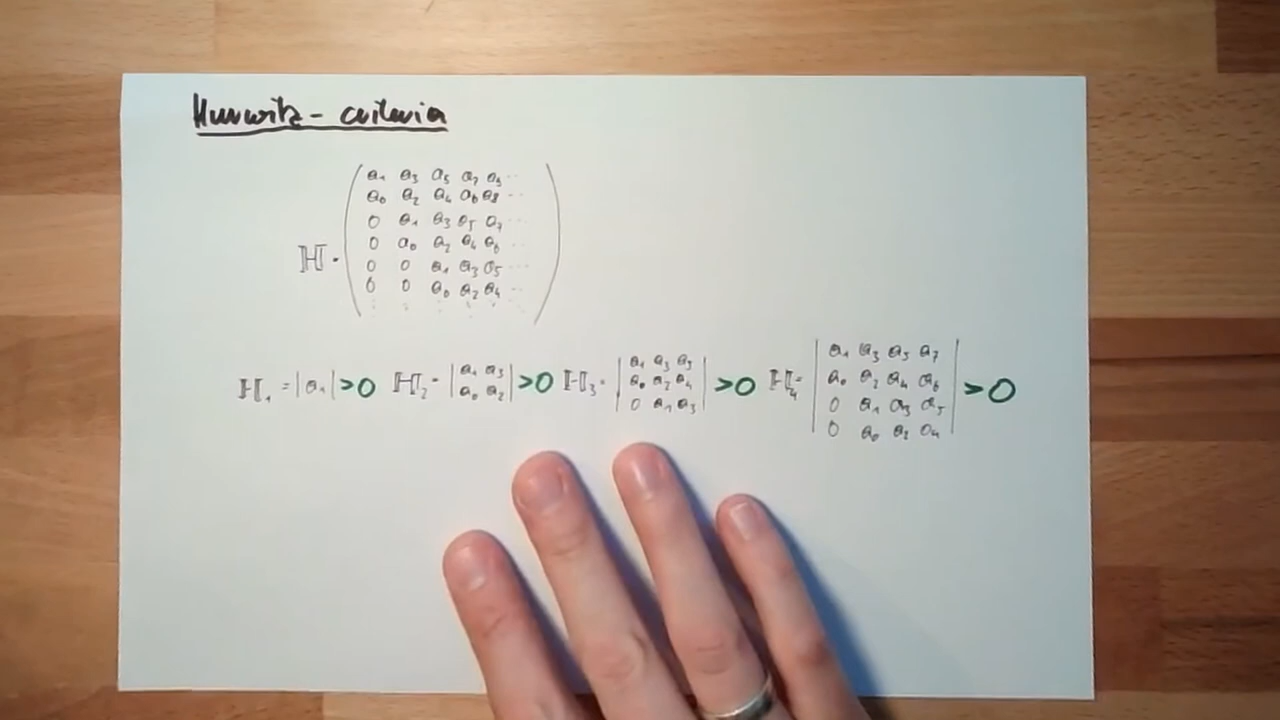 Hurwitz - criteria
a₁ a₃ a₅ a₇ a₉ ...
a₀ a₂ a₄ a₆ a₈ ...
0 a₁ a₃ a₅ a₇ ...
ℍ = 0 a₀ a₂ a₄ a₆ ...
0 0 a₁ a₃ a₅ ...
0 0 a₀ a₂ a₄ ...
ℍ₁ = |a₁| >0
ℍ₂ = | a₁ a₃
a₀ a₂ | >0
ℍ₃ = | a₁ a₃ a₅
a₀ a₂ a₄
0 a₁ a₃ | >0
ℍ₄ = | a₁ a₃ a₅ a₇
a₀ a₂ a₄ a₆
0 a₁ a₃ a₅
0 a₀ a₂ a₄ | >0